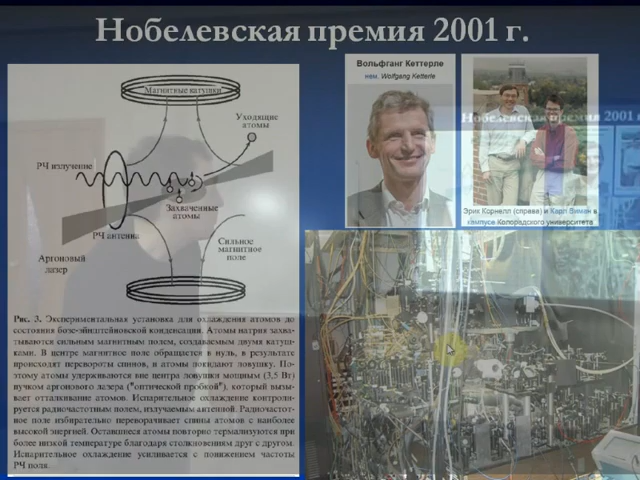 Нобелевская премия 2001 г.
Вольфганг Кеттерле
нем. Wolfgang Ketterle
Магнитные катушки
Уходящие
атомы
РЧ излучение
Захваченные
атомы
РЧ антенна
Сильное
магнитное
поле
Аргоновый
лазер
Нобелевская премия 2001
Эрик Корнелл (справа) и Карл Виман в
кампусе Колорадского университета
Рис. 3. Экспериментальная установка для охлаждения атомов до
состояния бозе-эйнштейновской конденсации. Атомы натрия захва-
тываются сильным магнитным полем, создаваемым двумя катуш-
ками. В центре магнитное поле обращается в нуль, в результате
происходят перевороты спинов, и атомы покидают ловушку. По-
этому атомы удерживаются вне центра ловушки мощным (3,5 Вт)
пучком аргонового лазера ("оптической пробкой"), который вызы-
вает отталкивание атомов. Испарительное охлаждение контроли-
руется радиочастотным полем, излучаемым антенной. Радиочастот-
ное поле избирательно переворачивает спины атомов с наиболее
высокой энергией. Оставшиеся атомы повторно термализуются при
более низкой температуре благодаря столкновениям друг с другом.
Испарительное охлаждение усиливается с понижением частоты
РЧ поля.